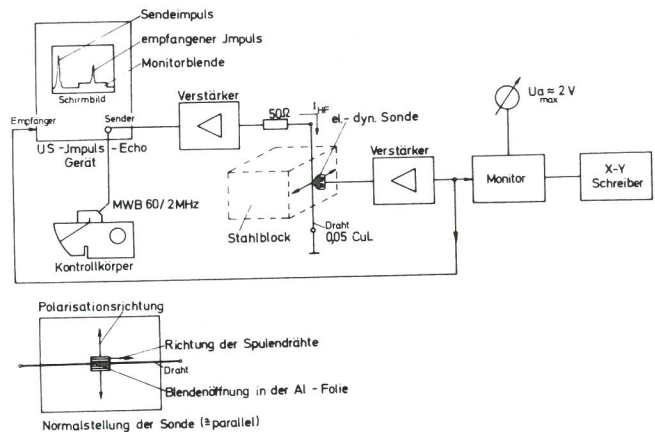 Sendeimpuls
empfangener Jmpuls
Monitorblende
Schirmbild
Empfänger
Sender
US-Jmpuls-Echo
Gerät
Verstärker
50Ω
I HF
el.-dyn. Sonde
Verstärker
Ua ≈ 2 V
max
Monitor
X-Y
Schreiber
MWB 60/2MHz
Kontrollkörper
Stahlblock
Draht
0,05 CuL
Polarisationsrichtung
Richtung der Spulendrähte
Draht
Blendenöffnung in der Al - Folie
Normalstellung der Sonde (≙ parallel)